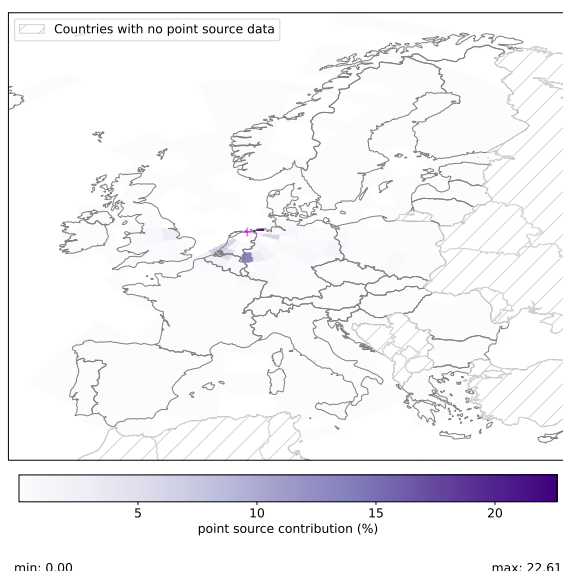 Countries with no point source data
5 10 15 20
point source contribution (%)
min: 0.00 max: 22.61